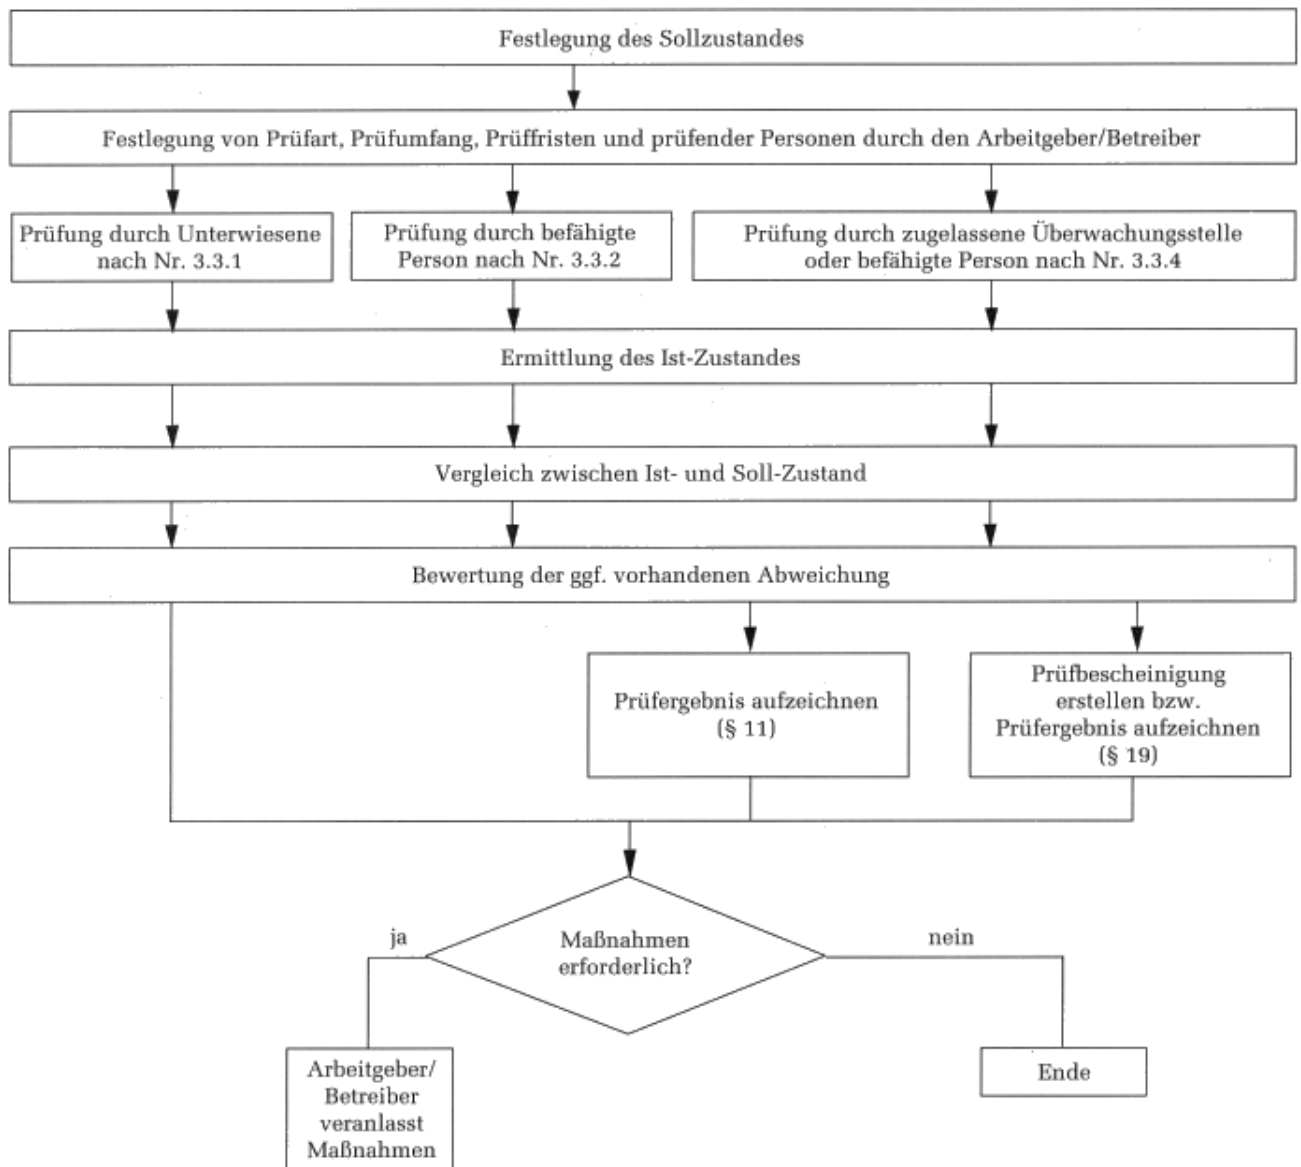 Festlegung des Sollzustandes
Festlegung von Prüfart, Prüfumfang, Prüffristen und prüfender Personen durch den Arbeitgeber/Betreiber
Prüfung durch Unterwiesene
nach Nr. 3.3.1
Prüfung durch befähigte
Person nach Nr. 3.3.2
Prüfung durch zugelassene Überwachungsstelle
oder befähigte Person nach Nr. 3.3.4
Ermittlung des Ist-Zustandes
Vergleich zwischen Ist- und Soll-Zustand
Bewertung der ggf. vorhandenen Abweichung
Prüfergebnis aufzeichnen
(§ 11)
Prüfbescheinigung
erstellen bzw.
Prüfergebnis aufzeichnen
(§ 19)
Maßnahmen
erforderlich?
ja
nein
Arbeitgeber/
Betreiber
veranlasst
Maßnahmen
Ende